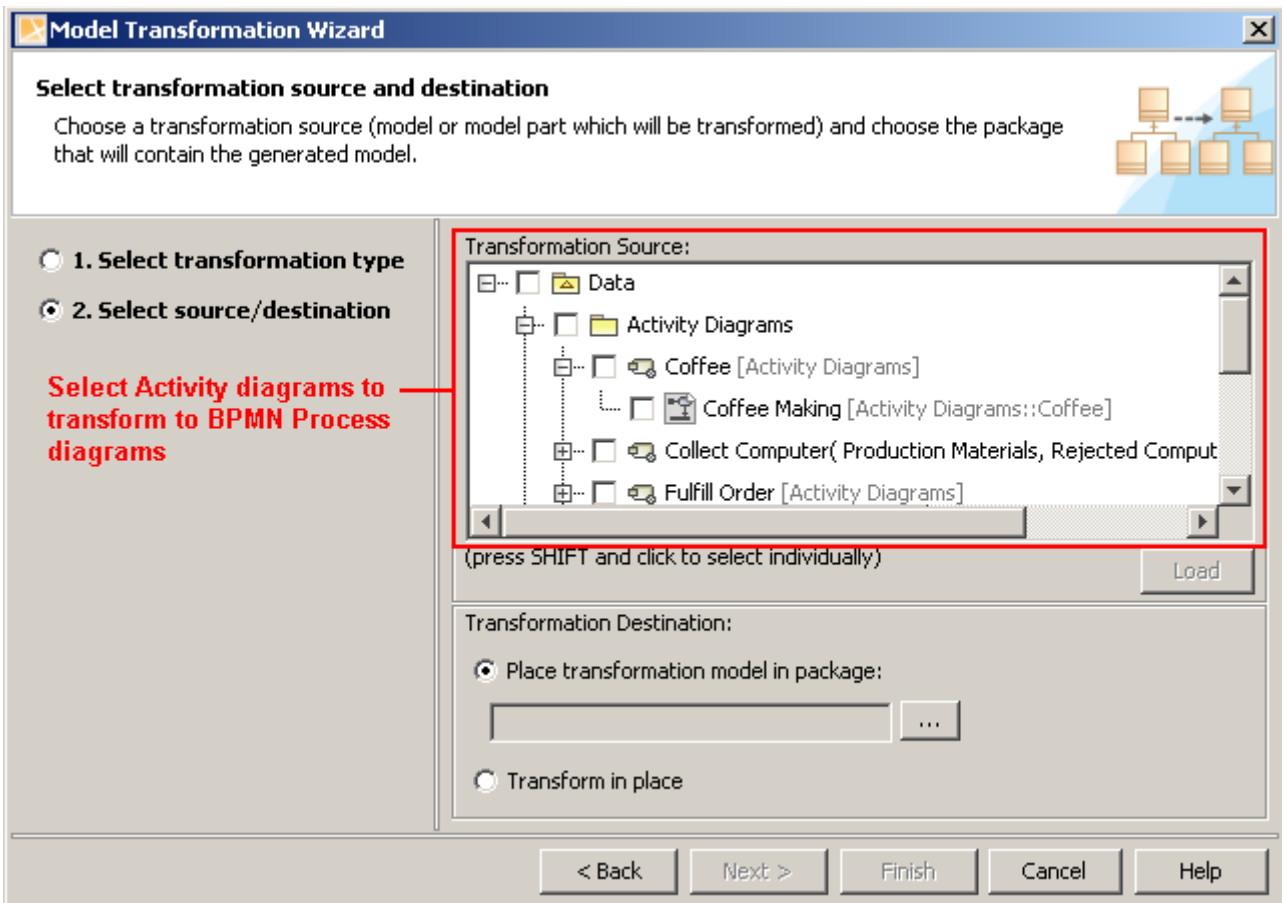 Model Transformation Wizard
Select transformation source and destination
Choose a transformation source (model or model part which will be transformed) and choose the package
that will contain the generated model.
1. Select transformation type
2. Select source/destination
Select Activity diagrams to
transform to BPMN Process
diagrams
Transformation Source:
Data
Activity Diagrams
Coffee [Activity Diagrams]
Coffee Making [Activity Diagrams::Coffee]
Collect Computer( Production Materials, Rejected Comput
Fulfill Order [Activity Diagrams]
(press SHIFT and click to select individually)
Load
Transformation Destination:
Place transformation model in package:
...
Transform in place
< Back
Next >
Finish
Cancel
Help